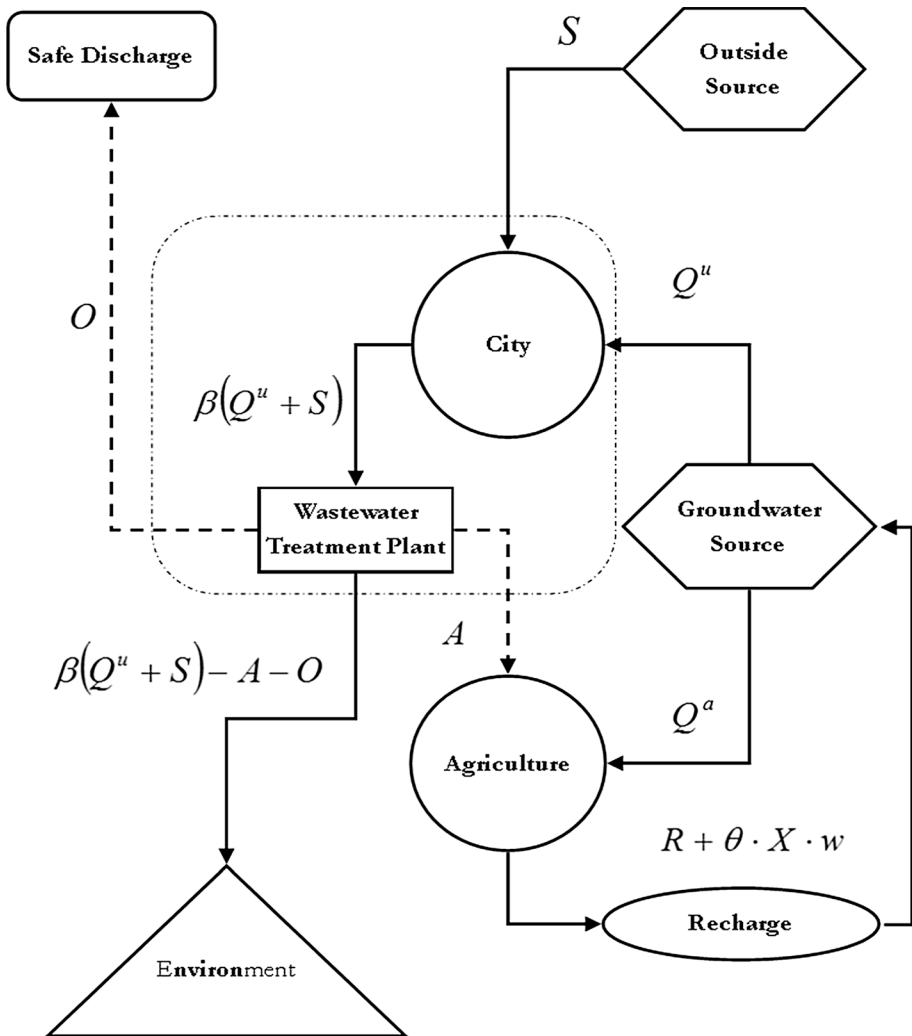 S
Safe Discharge
Outside
Source
Q^u
O
City
β(Q^u + S)
Wastewater
Treatment Plant
Groundwater
Source
A
β(Q^u + S) − A − O
Q^a
Agriculture
R + θ · X · w
Recharge
Environment